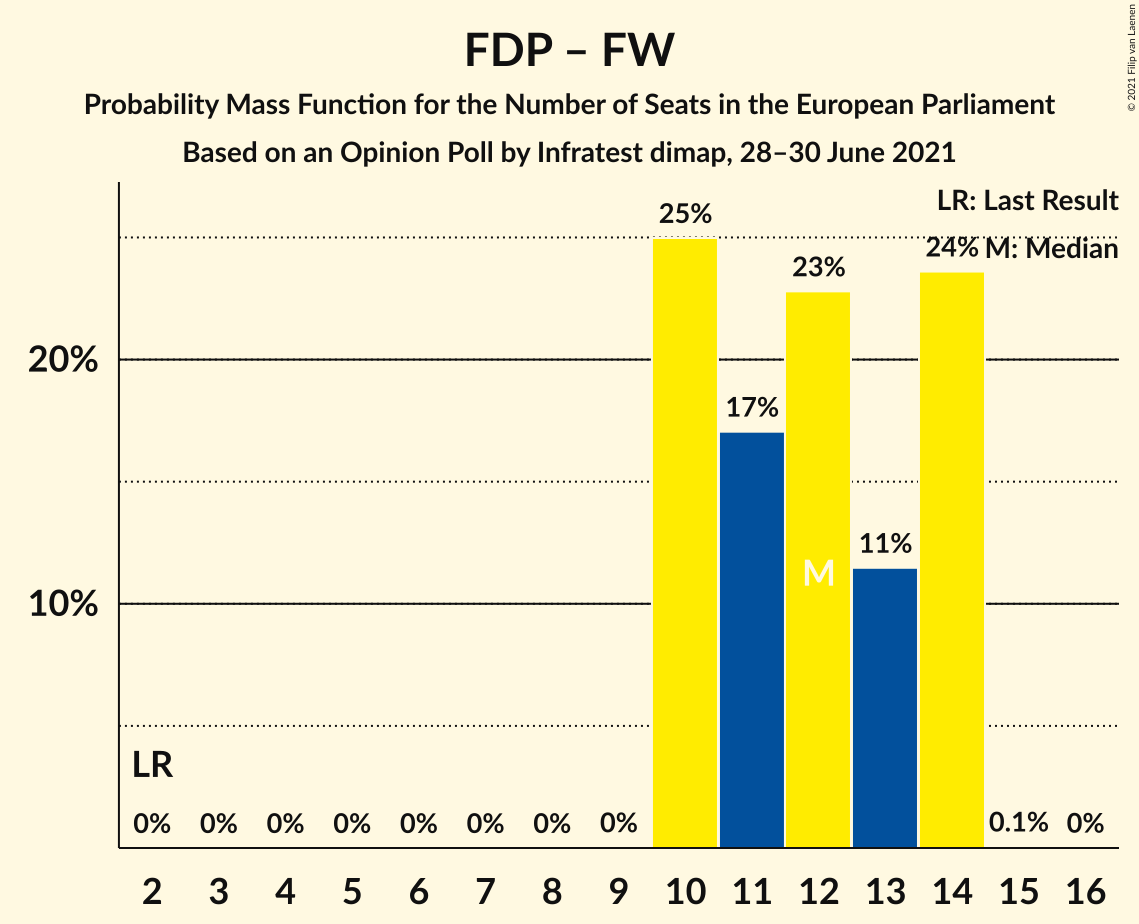 FDP – FW
Probability Mass Function for the Number of Seats in the European Parliament
Based on an Opinion Poll by Infratest dimap, 28–30 June 2021
© 2021 Filip van Laenen
LR: Last Result
M: Median
25%
17%
23%
11%
24%
20%
10%
M
LR
0% 0% 0% 0% 0% 0% 0% 0% 0.1% 0%
2 3 4 5 6 7 8 9 10 11 12 13 14 15 16